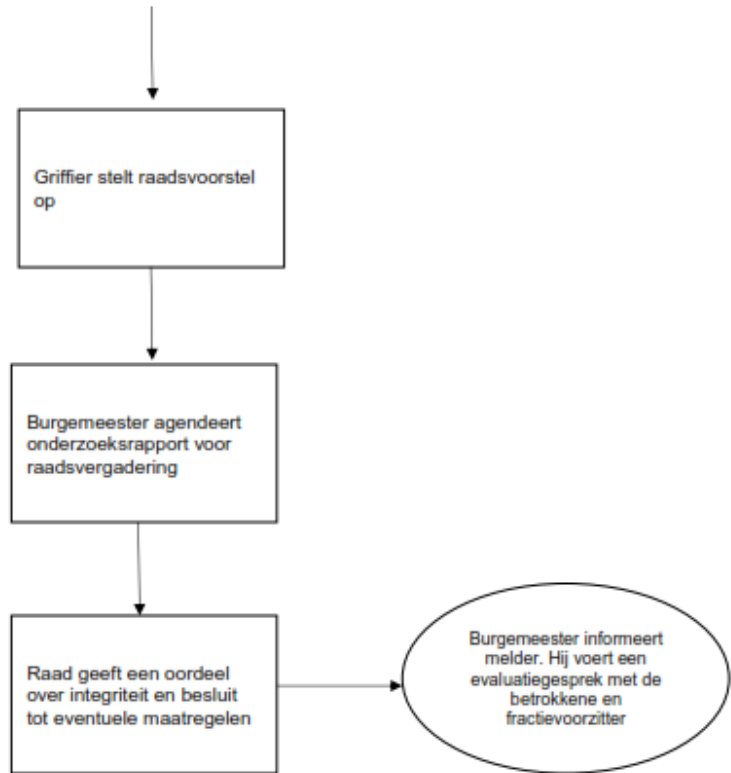 Griffier stelt raadsvoorstel
op
Burgemeester agendeert
onderzoeksrapport voor
raadsvergadering
Raad geeft een oordeel
over integriteit en besluit
tot eventuele maatregelen
Burgemeester informeert
melder. Hij voert een
evaluatiegesprek met de
betrokkene en
fractievoorzitter